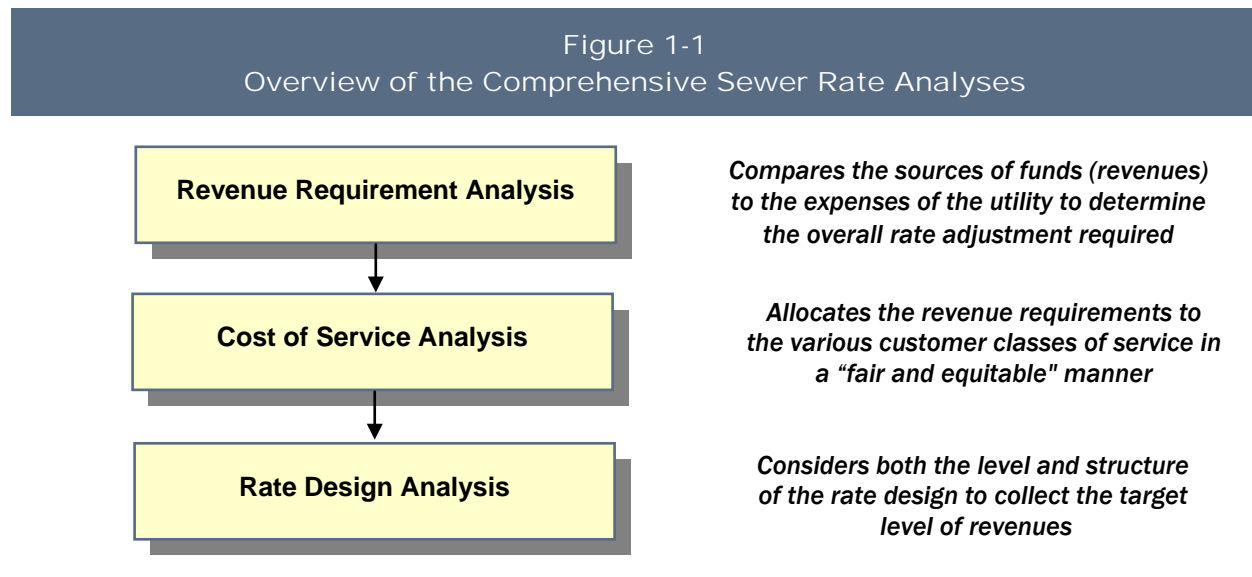 Figure 1-1
Overview of the Comprehensive Sewer Rate Analyses
Revenue Requirement Analysis
Compares the sources of funds (revenues)
to the expenses of the utility to determine
the overall rate adjustment required
Cost of Service Analysis
Allocates the revenue requirements to
the various customer classes of service in
a “fair and equitable" manner
Rate Design Analysis
Considers both the level and structure
of the rate design to collect the target
level of revenues